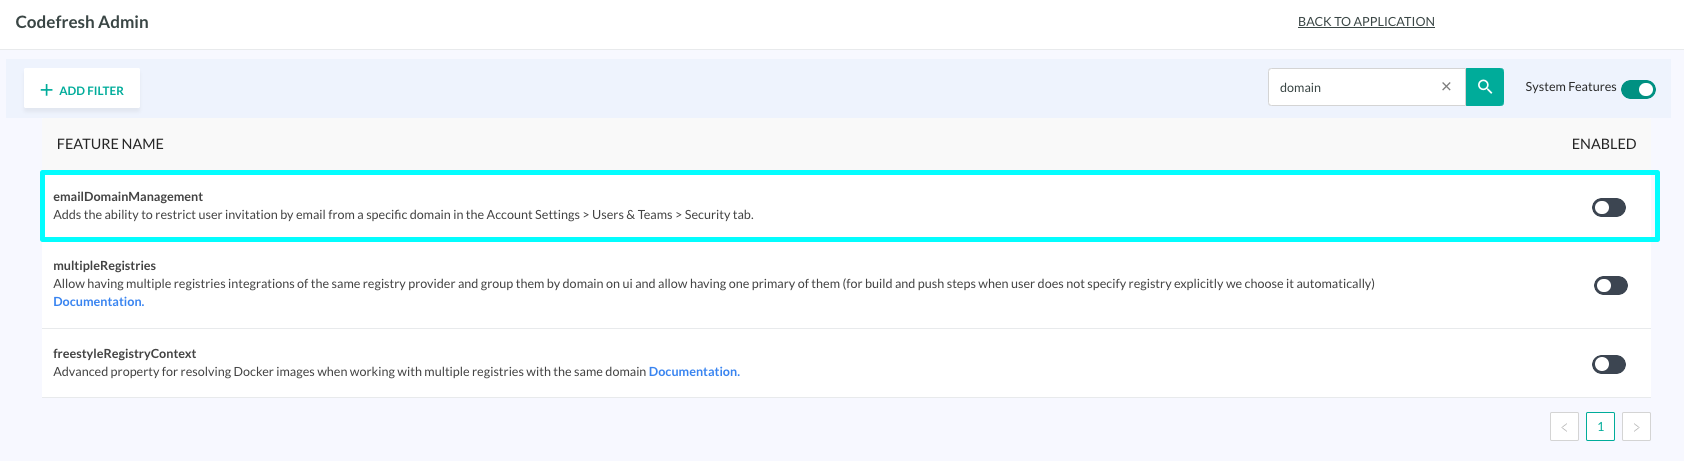 Codefresh Admin
BACK TO APPLICATION
+ ADD FILTER
domain
System Features
FEATURE NAME
ENABLED
emailDomainManagement
Adds the ability to restrict user invitation by email from a specific domain in the Account Settings > Users & Teams > Security tab.
multipleRegistries
Allow having multiple registries integrations of the same registry provider and group them by domain on ui and allow having one primary of them (for build and push steps when user does not specify registry explicitly we choose it automatically)
Documentation.
freestyleRegistryContext
Advanced property for resolving Docker images when working with multiple registries with the same domain Documentation.
< 1 >